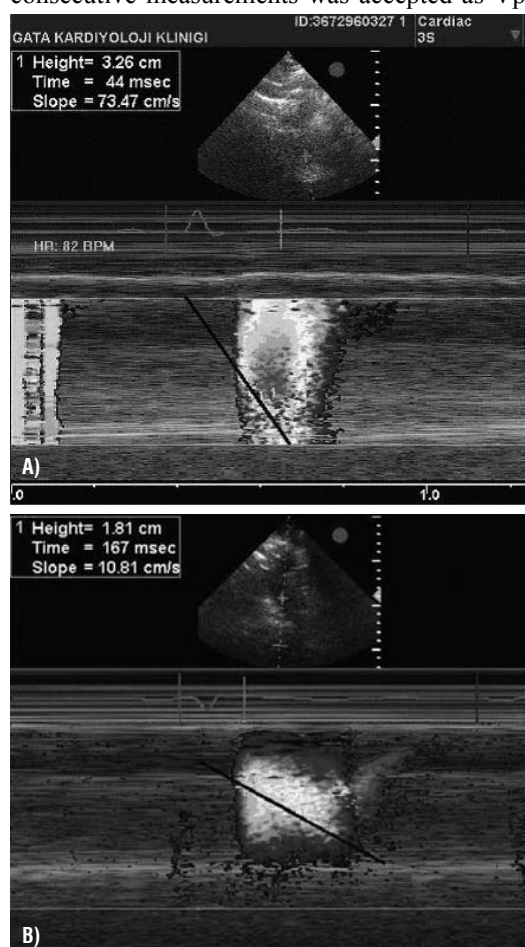 consecutive measurements was accepted as Vp
ID:3672960327 1 Cardiac
GATA KARDIYOLOJI KLINIGI 3S
1 Height= 3.26 cm
Time = 44 msec
Slope = 73.47 cm/s
HR: 82 BPM
A)
.0 1.0
1 Height= 1.81 cm
Time = 167 msec
Slope = 10.81 cm/s
B)